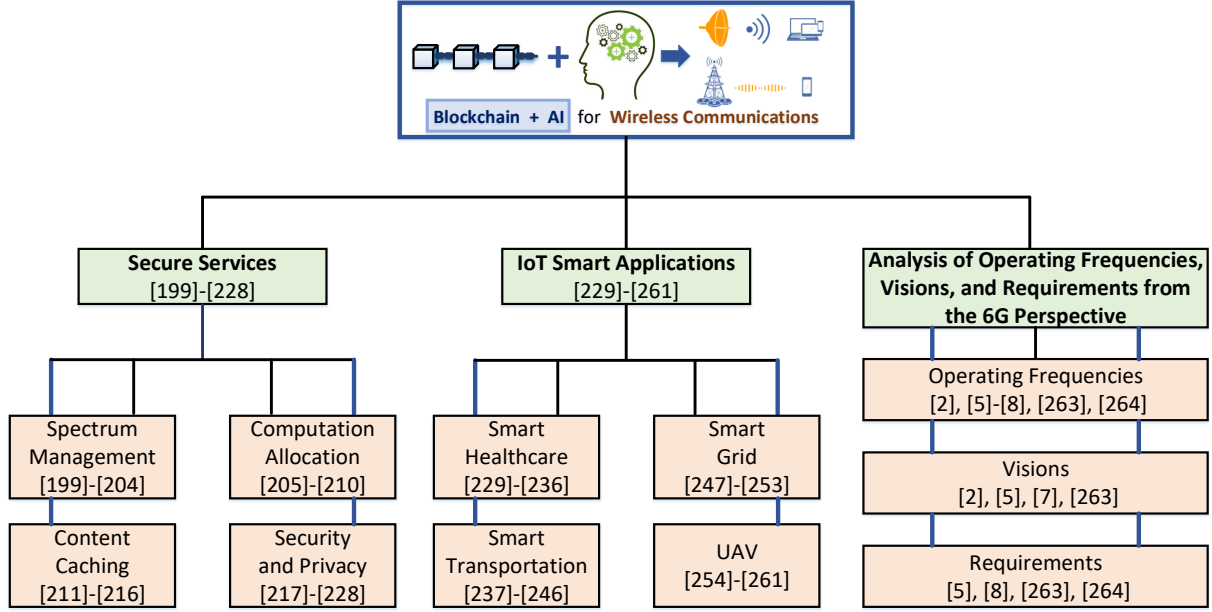 Blockchain + AI for Wireless Communications
Secure Services
[199]-[228]
IoT Smart Applications
[229]-[261]
Analysis of Operating Frequencies,
Visions, and Requirements from
the 6G Perspective
Spectrum
Management
[199]-[204]
Computation
Allocation
[205]-[210]
Content
Caching
[211]-[216]
Security
and Privacy
[217]-[228]
Smart
Healthcare
[229]-[236]
Smart
Grid
[247]-[253]
Smart
Transportation
[237]-[246]
UAV
[254]-[261]
Operating Frequencies
[2], [5]-[8], [263], [264]
Visions
[2], [5], [7], [263]
Requirements
[5], [8], [263], [264]